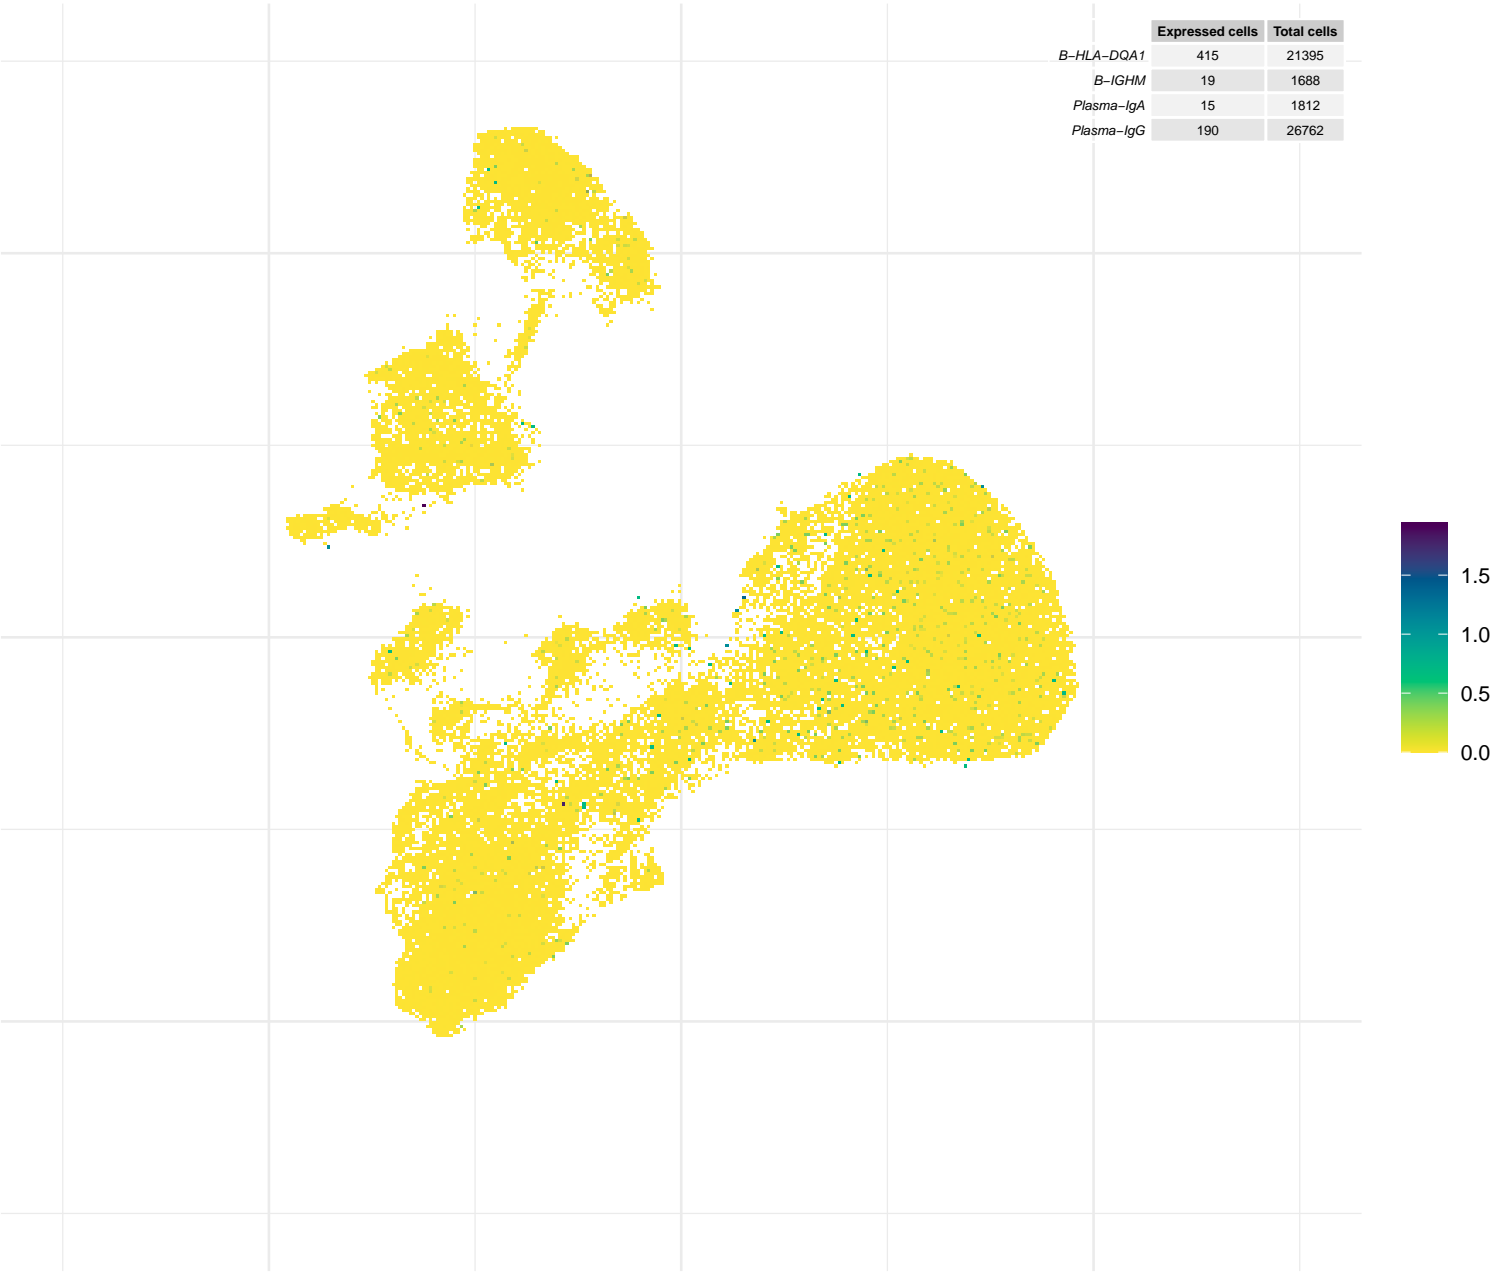 Expressed cells Total cells
B−HLA−DQA1 415 21395
B−IGHM 19 1688
Plasma−IgA 15 1812
Plasma−IgG 190 26762
1.5
1.0
0.5
0.0